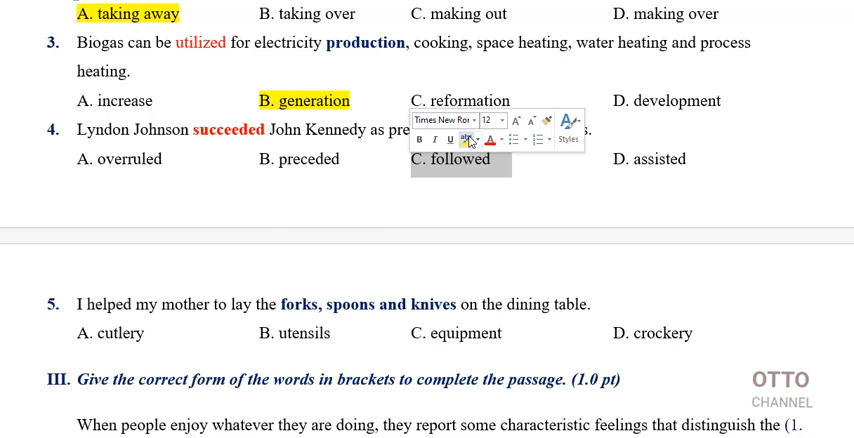 A. taking away B. taking over C. making out D. making over
3. Biogas can be utilized for electricity production, cooking, space heating, water heating and process
heating.
A. increase B. generation C. reformation D. development
Times New Ror 12
4. Lyndon Johnson succeeded John Kennedy as pre s.
B I U Styles
A. overruled B. preceded C. followed D. assisted
5. I helped my mother to lay the forks, spoons and knives on the dining table.
A. cutlery B. utensils C. equipment D. crockery
III. Give the correct form of the words in brackets to complete the passage. (1.0 pt)
OTTO
CHANNEL
When people enjoy whatever they are doing, they report some characteristic feelings that distinguish the (1.